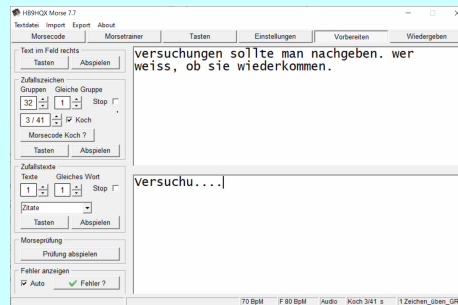 HB9HQX Morse 7.7
Textdatei Import Export About
Morsecode Morsetrainer Tasten Einstellungen Vorbereiten Wiedergeben
Text im Feld rechts
Tasten Abspielen
Zufallszeichen
Gruppen Gleiche Gruppe
32 1 Stop
3 / 41 Koch
Morsecode Koch ?
Tasten Abspielen
Zufallstexte
Texte Gleiches Wort
1 1 Stop
Zitate
Tasten Abspielen
Morseprüfung
Prüfung abspielen
Fehler anzeigen
Auto Fehler ?
versuchungen sollte man nachgeben. wer
weiss, ob sie wiederkommen.
Versuchu....
70 BpM F 80 BpM Audio Koch 3/41 s 1Zeichen_üben_GR